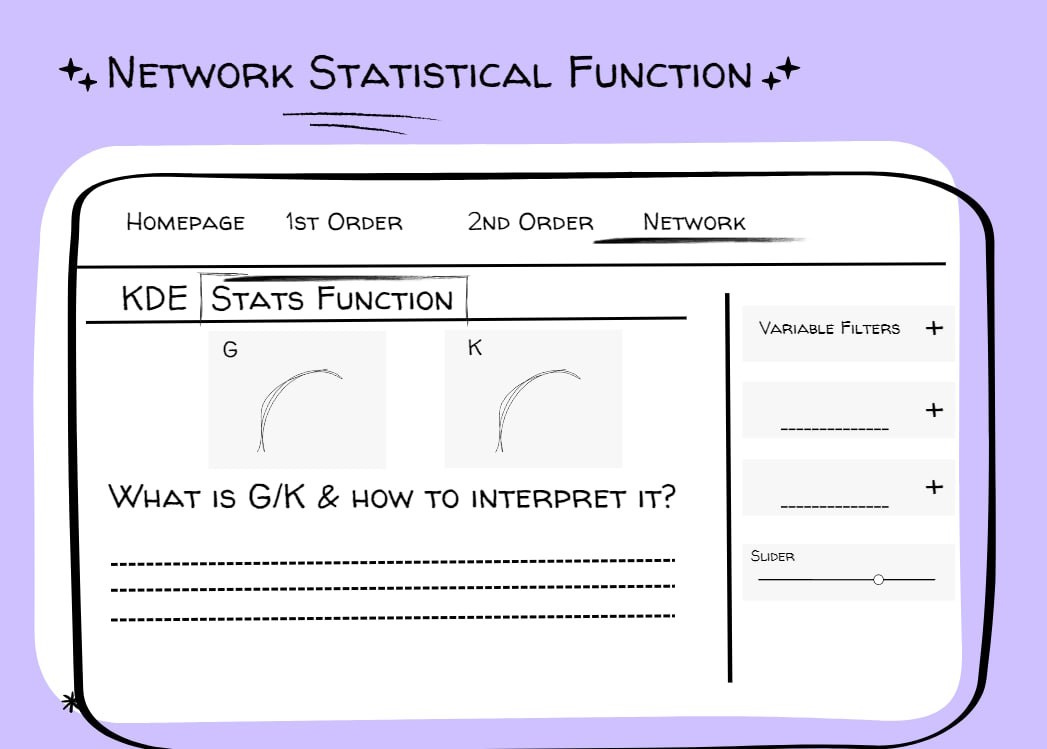 Network Statistical Function
Homepage 1st Order 2nd Order Network
KDE Stats Function
Variable Filters +
G K
+
What is G/K & how to interpret it?
+
Slider